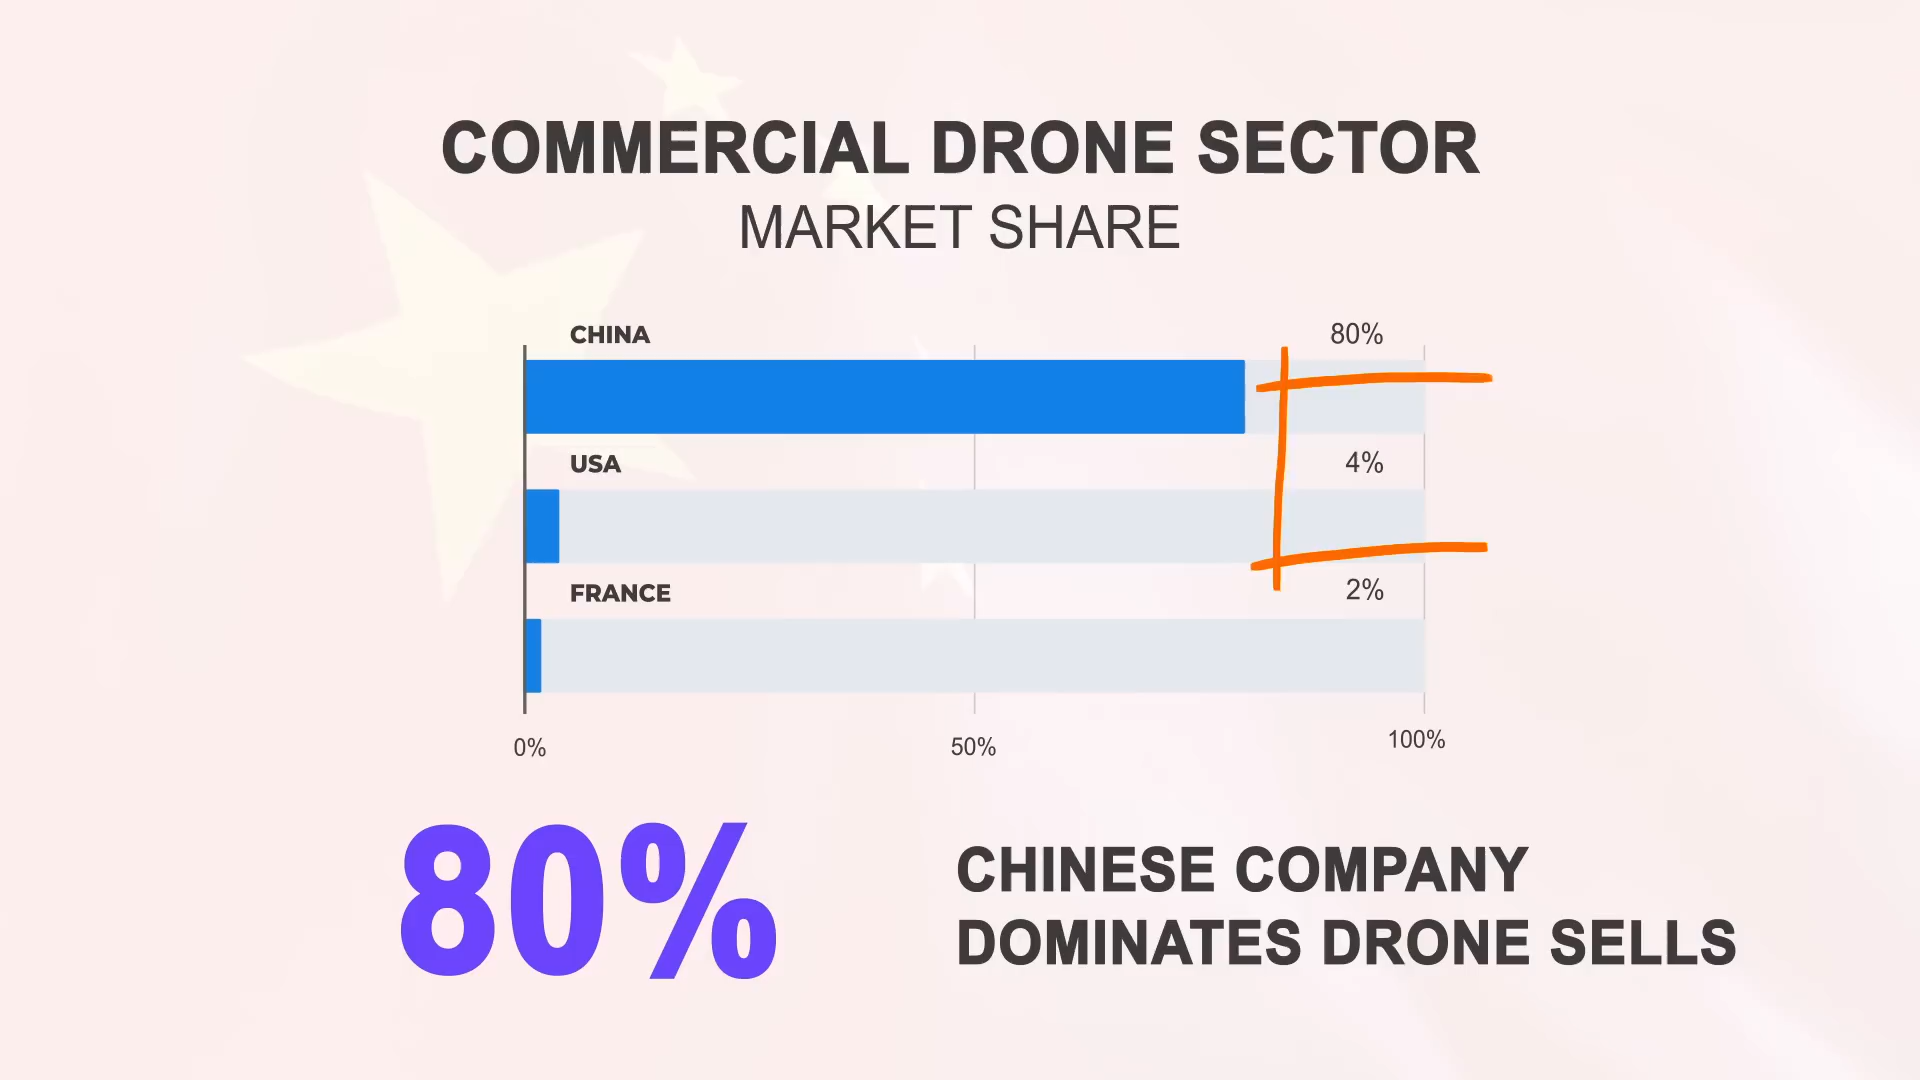 COMMERCIAL DRONE SECTOR
MARKET SHARE
CHINA 80%
USA 4%
FRANCE 2%
0% 50% 100%
80%
CHINESE COMPANY
DOMINATES DRONE SELLS